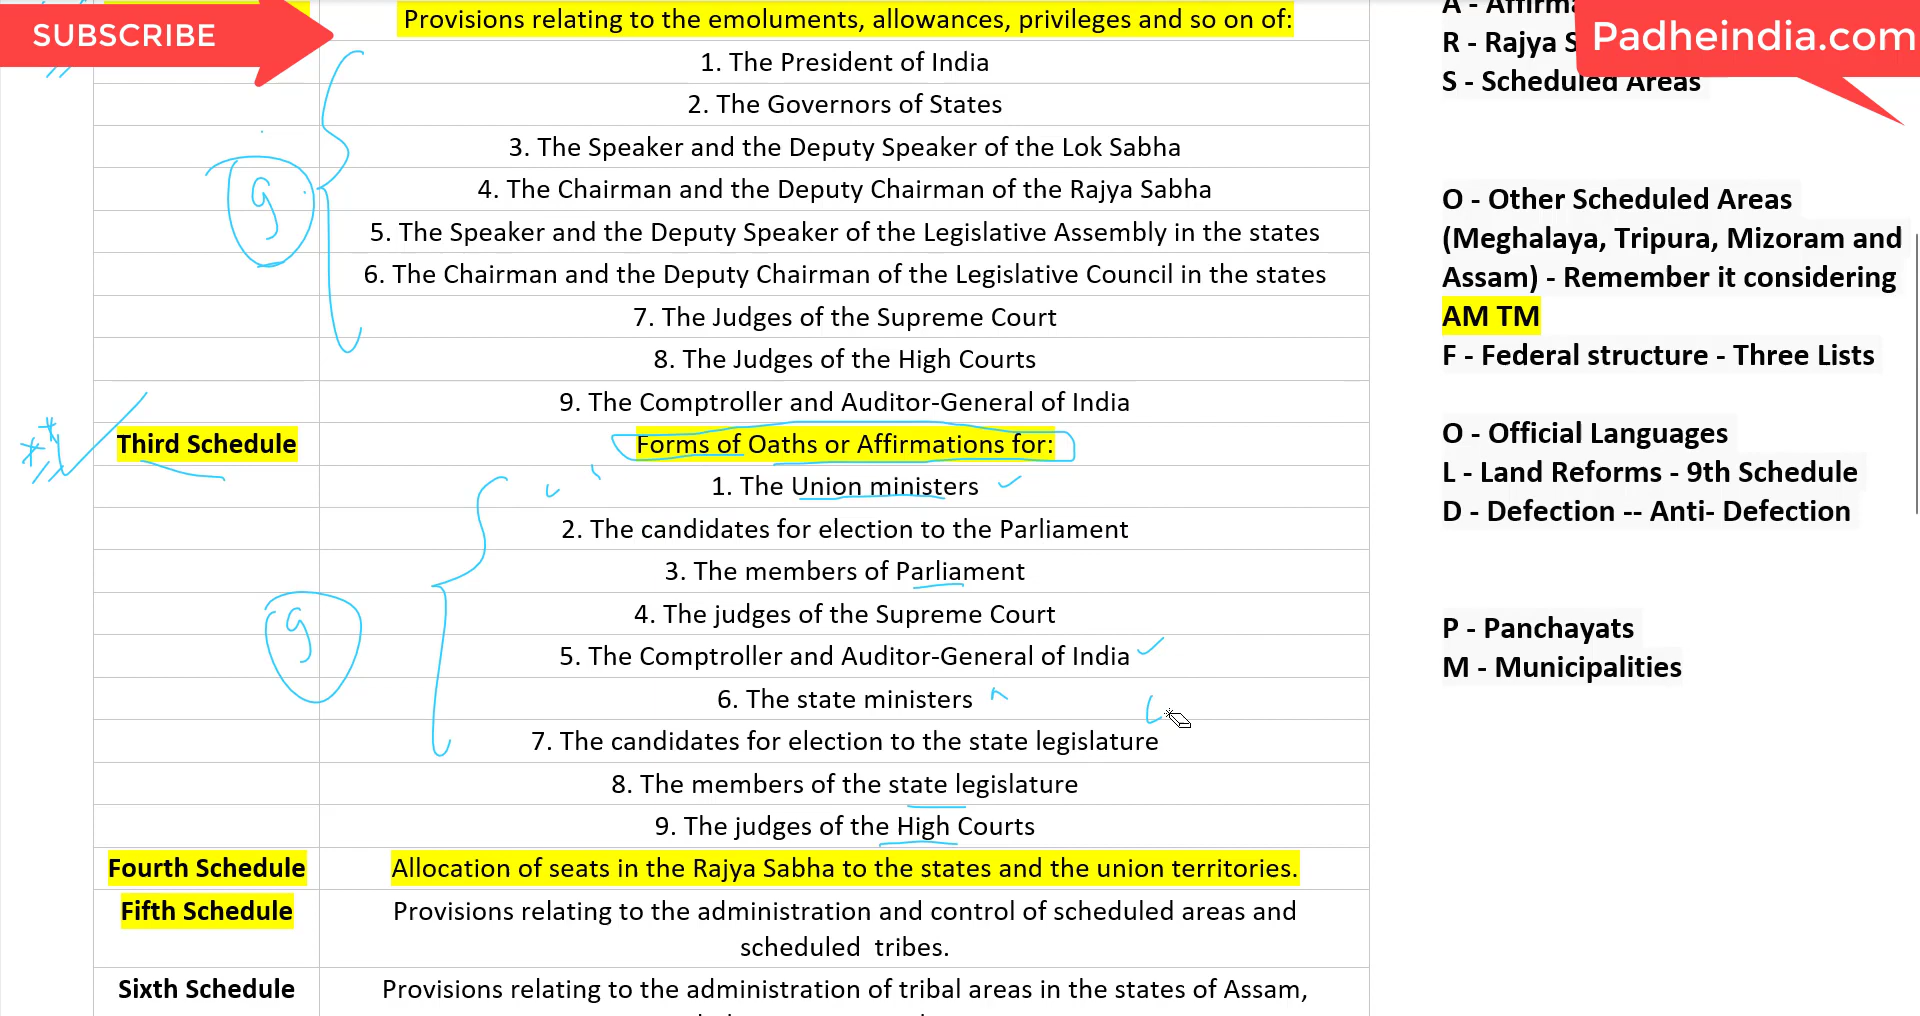 SUBSCRIBE
Padheindia.com
Provisions relating to the emoluments, allowances, privileges and so on of:
1. The President of India
2. The Governors of States
3. The Speaker and the Deputy Speaker of the Lok Sabha
4. The Chairman and the Deputy Chairman of the Rajya Sabha
5. The Speaker and the Deputy Speaker of the Legislative Assembly in the states
6. The Chairman and the Deputy Chairman of the Legislative Council in the states
7. The Judges of the Supreme Court
8. The Judges of the High Courts
9. The Comptroller and Auditor-General of India
9
Third Schedule
Forms of Oaths or Affirmations for:
1. The Union ministers
2. The candidates for election to the Parliament
3. The members of Parliament
4. The judges of the Supreme Court
5. The Comptroller and Auditor-General of India
6. The state ministers
7. The candidates for election to the state legislature
8. The members of the state legislature
9. The judges of the High Courts
9
Fourth Schedule
Allocation of seats in the Rajya Sabha to the states and the union territories.
Fifth Schedule
Provisions relating to the administration and control of scheduled areas and
scheduled tribes.
Sixth Schedule
Provisions relating to the administration of tribal areas in the states of Assam,
A -
R - Rajya
S - Scheduled Areas
O - Other Scheduled Areas
(Meghalaya, Tripura, Mizoram and
Assam) - Remember it considering
AM TM
F - Federal structure - Three Lists
O - Official Languages
L - Land Reforms - 9th Schedule
D - Defection -- Anti- Defection
P - Panchayats
M - Municipalities